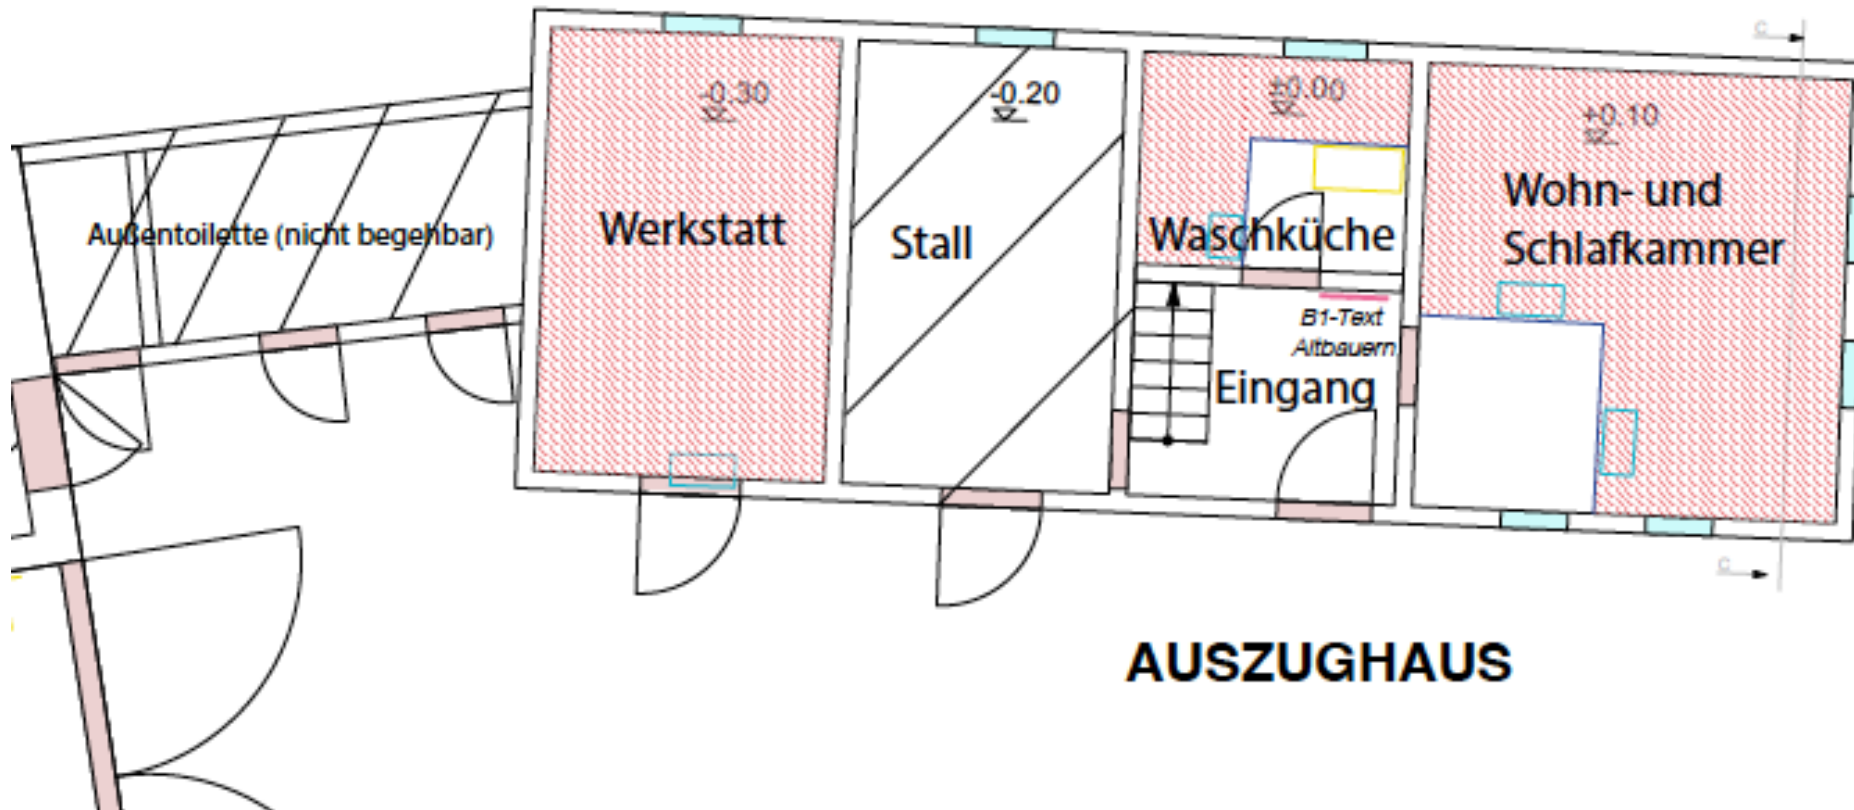 C
-0.30
-0.20
±0.00
+0.10
Außentoilette (nicht begehbar)
Werkstatt
Stall
Waschküche
Wohn- und
Schlafkammer
B1-Text
Altbauern
Eingang
C
AUSZUGHAUS